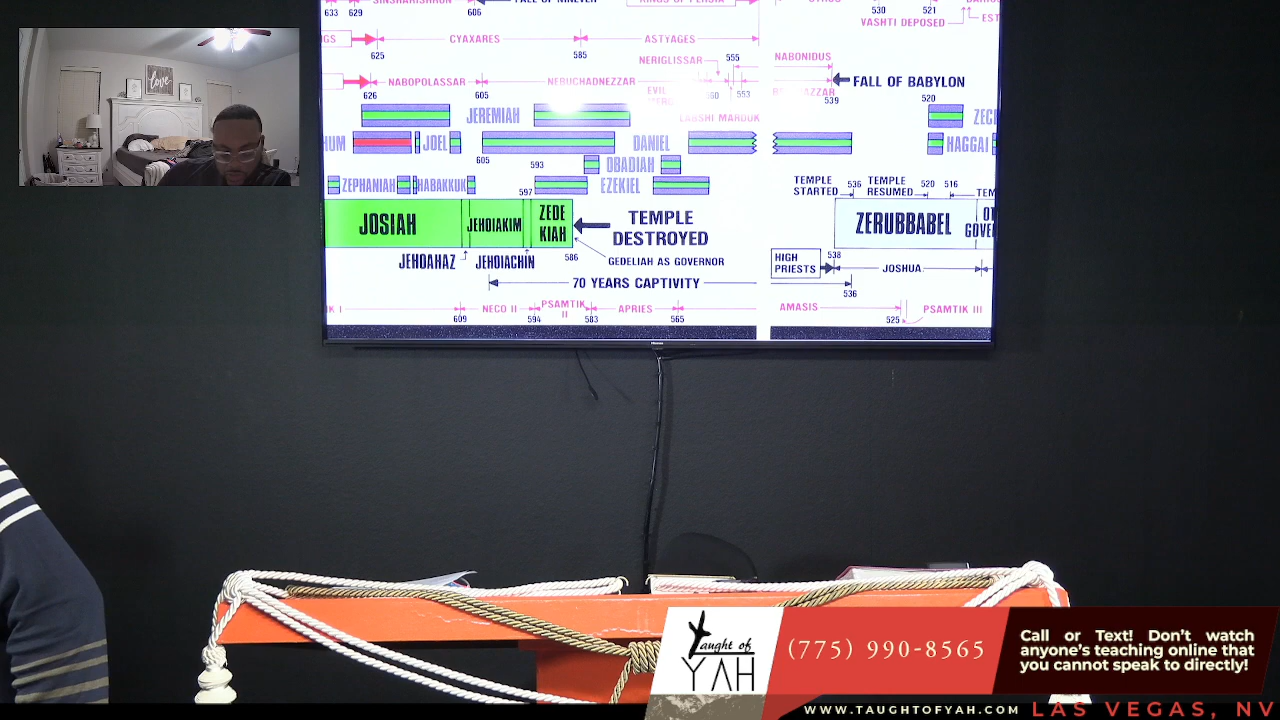 love
633 629 606
530 521
VASHTI DEPOSED
CYAXARES
ASTYAGES
625 585
NERIGLISSAR
555
NABONIDUS
NABOPOLASSAR
NEBUCHADNEZZAR
EVIL
FALL OF BABYLON
626 605
553 539 520
JEREMIAH
LABSHI MARDUK
JOEL
DANIEL
HAGGAI
605 593
OBADIAH
ZEPHANIAH
HABAKKUK
597
EZEKIEL
TEMPLE STARTED 536
TEMPLE RESUMED 520 516
JOSIAH
JEHOIAKIM
ZEDE
KIAH
TEMPLE
DESTROYED
ZERUBBABEL
JEHOAHAZ
JEHOIACHIN
586
GEDELIAH AS GOVERNOR
HIGH
PRIESTS
538
JOSHUA
70 YEARS CAPTIVITY
536
NECO II
PSAMTIK
II
APRIES
AMASIS
PSAMTIK III
609 594 583 565 525
Taught of
YAH
(775) 990-8565
Call or Text! Don't watch
anyone's teaching online that
you cannot speak to directly!
WWW.TAUGHTOFYAH.COM
LAS VEGAS, NV